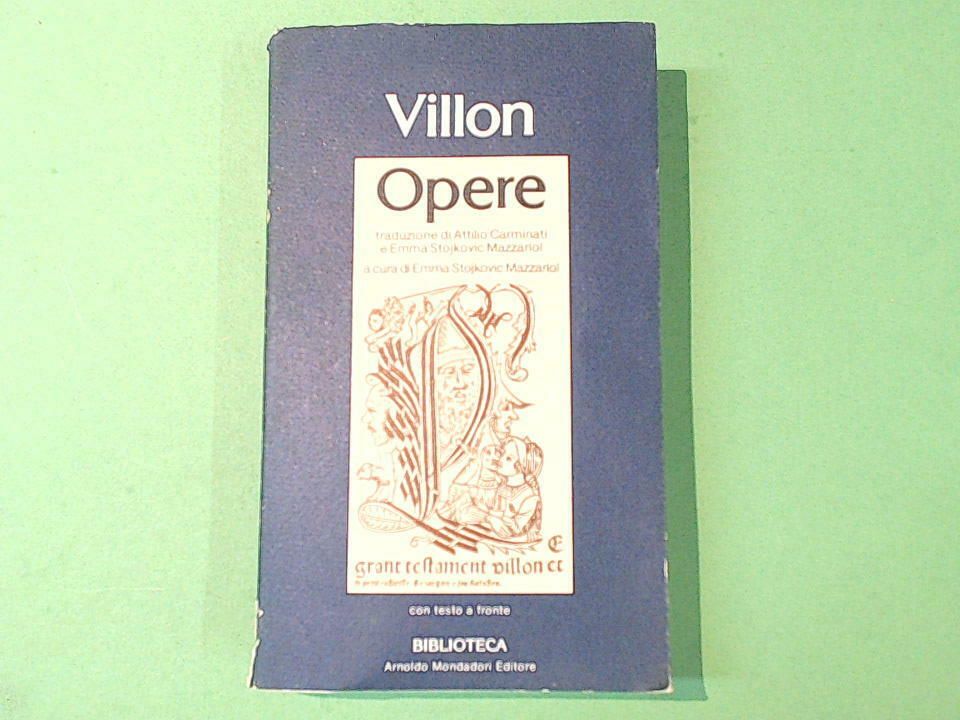 Villon
Opere
traduzione di Attilio Carminati
e Emma Stojkovic Mazzariol
a cura di Emma Stojkovic Mazzariol
grant testament villon et
con testo a fronte
BIBLIOTECA
Arnoldo Mondadori Editore